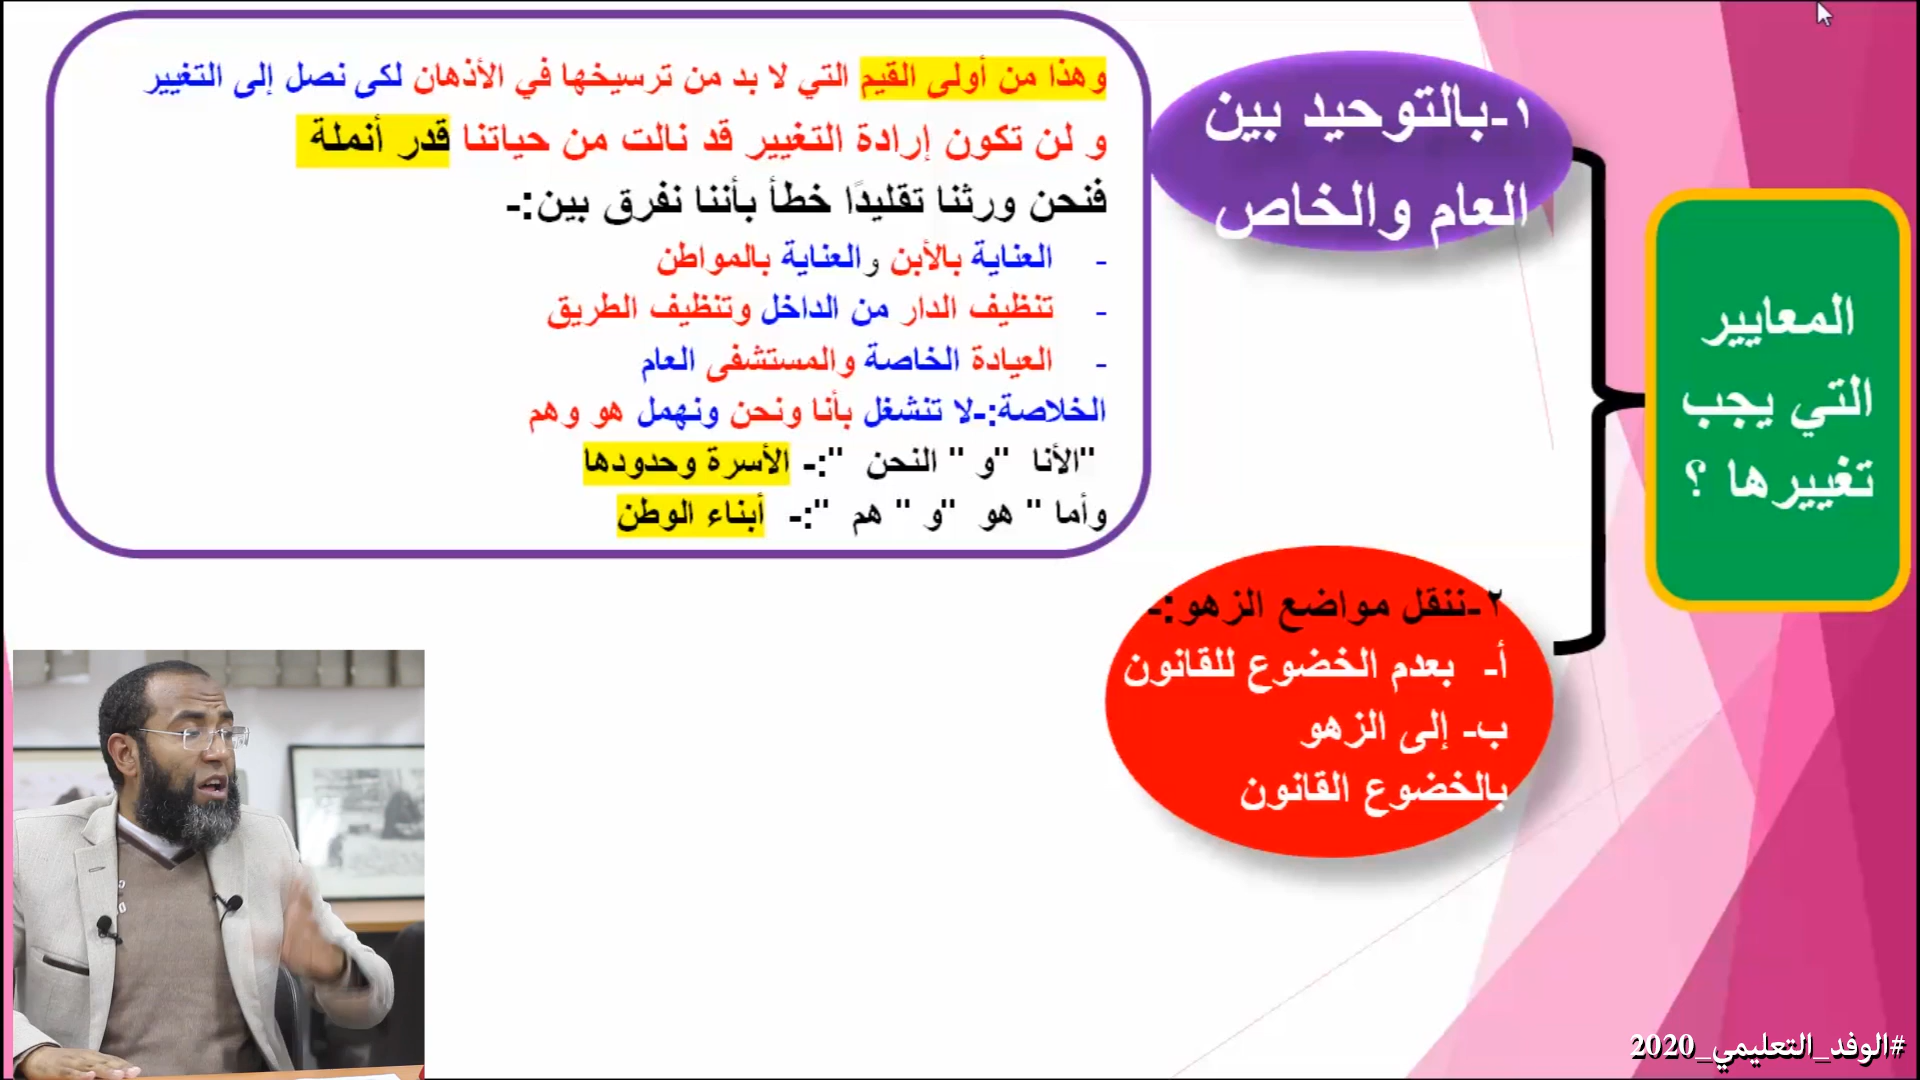 المعايير
التي يجب
تغييرها ؟
١-بالتوحيد بين
العام والخاص
وهذا من أولى القيم التي لا بد من ترسيخها في الأذهان لكى نصل إلى التغيير
و لن تكون إرادة التغيير قد نالت من حياتنا قدر أنملة
فنحن ورثنا تقليدًا خطأ بأننا نفرق بين:-
- العناية بالأبن والعناية بالمواطن
- تنظيف الدار من الداخل وتنظيف الطريق
- العيادة الخاصة والمستشفى العام
الخلاصة:-لا تنشغل بأنا ونحن ونهمل هو وهم
"الأنا "و " النحن ":- الأسرة وحدودها
وأما " هو "و " هم ":- أبناء الوطن
٢-ننقل مواضع الزهو:-
أ- بعدم الخضوع للقانون
ب- إلى الزهو
بالخضوع القانون
#الوفد_التعليمي_2020